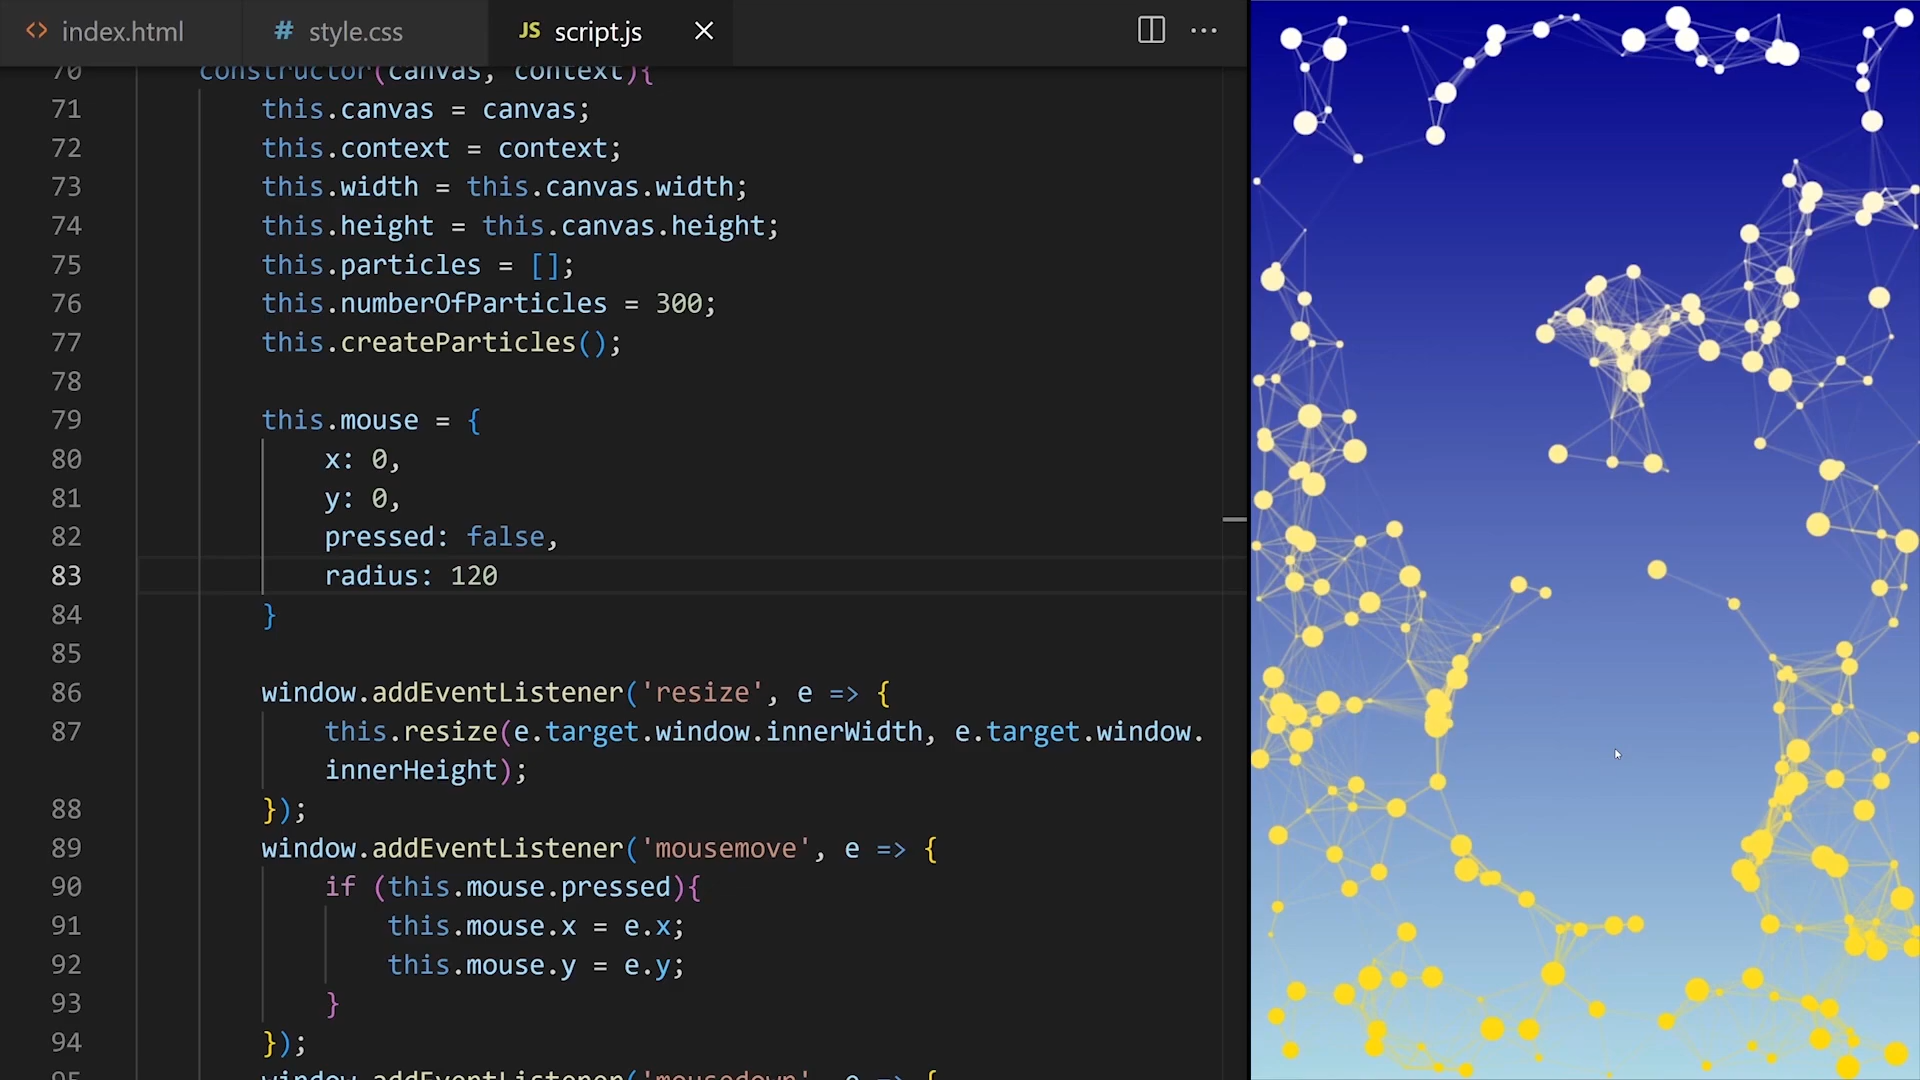 index.html
style.css
JS script.js
70 constructor(canvas, context){
71 this.canvas = canvas;
72 this.context = context;
73 this.width = this.canvas.width;
74 this.height = this.canvas.height;
75 this.particles = [];
76 this.numberOfParticles = 300;
77 this.createParticles();
78
79 this.mouse = {
80 x: 0,
81 y: 0,
82 pressed: false,
83 radius: 120
84 }
85
86 window.addEventListener('resize', e => {
87 this.resize(e.target.window.innerWidth, e.target.window.
innerHeight);
88 });
89 window.addEventListener('mousemove', e => {
90 if (this.mouse.pressed){
91 this.mouse.x = e.x;
92 this.mouse.y = e.y;
93 }
94 });
95 window.addEventListener('mousedown', e => {